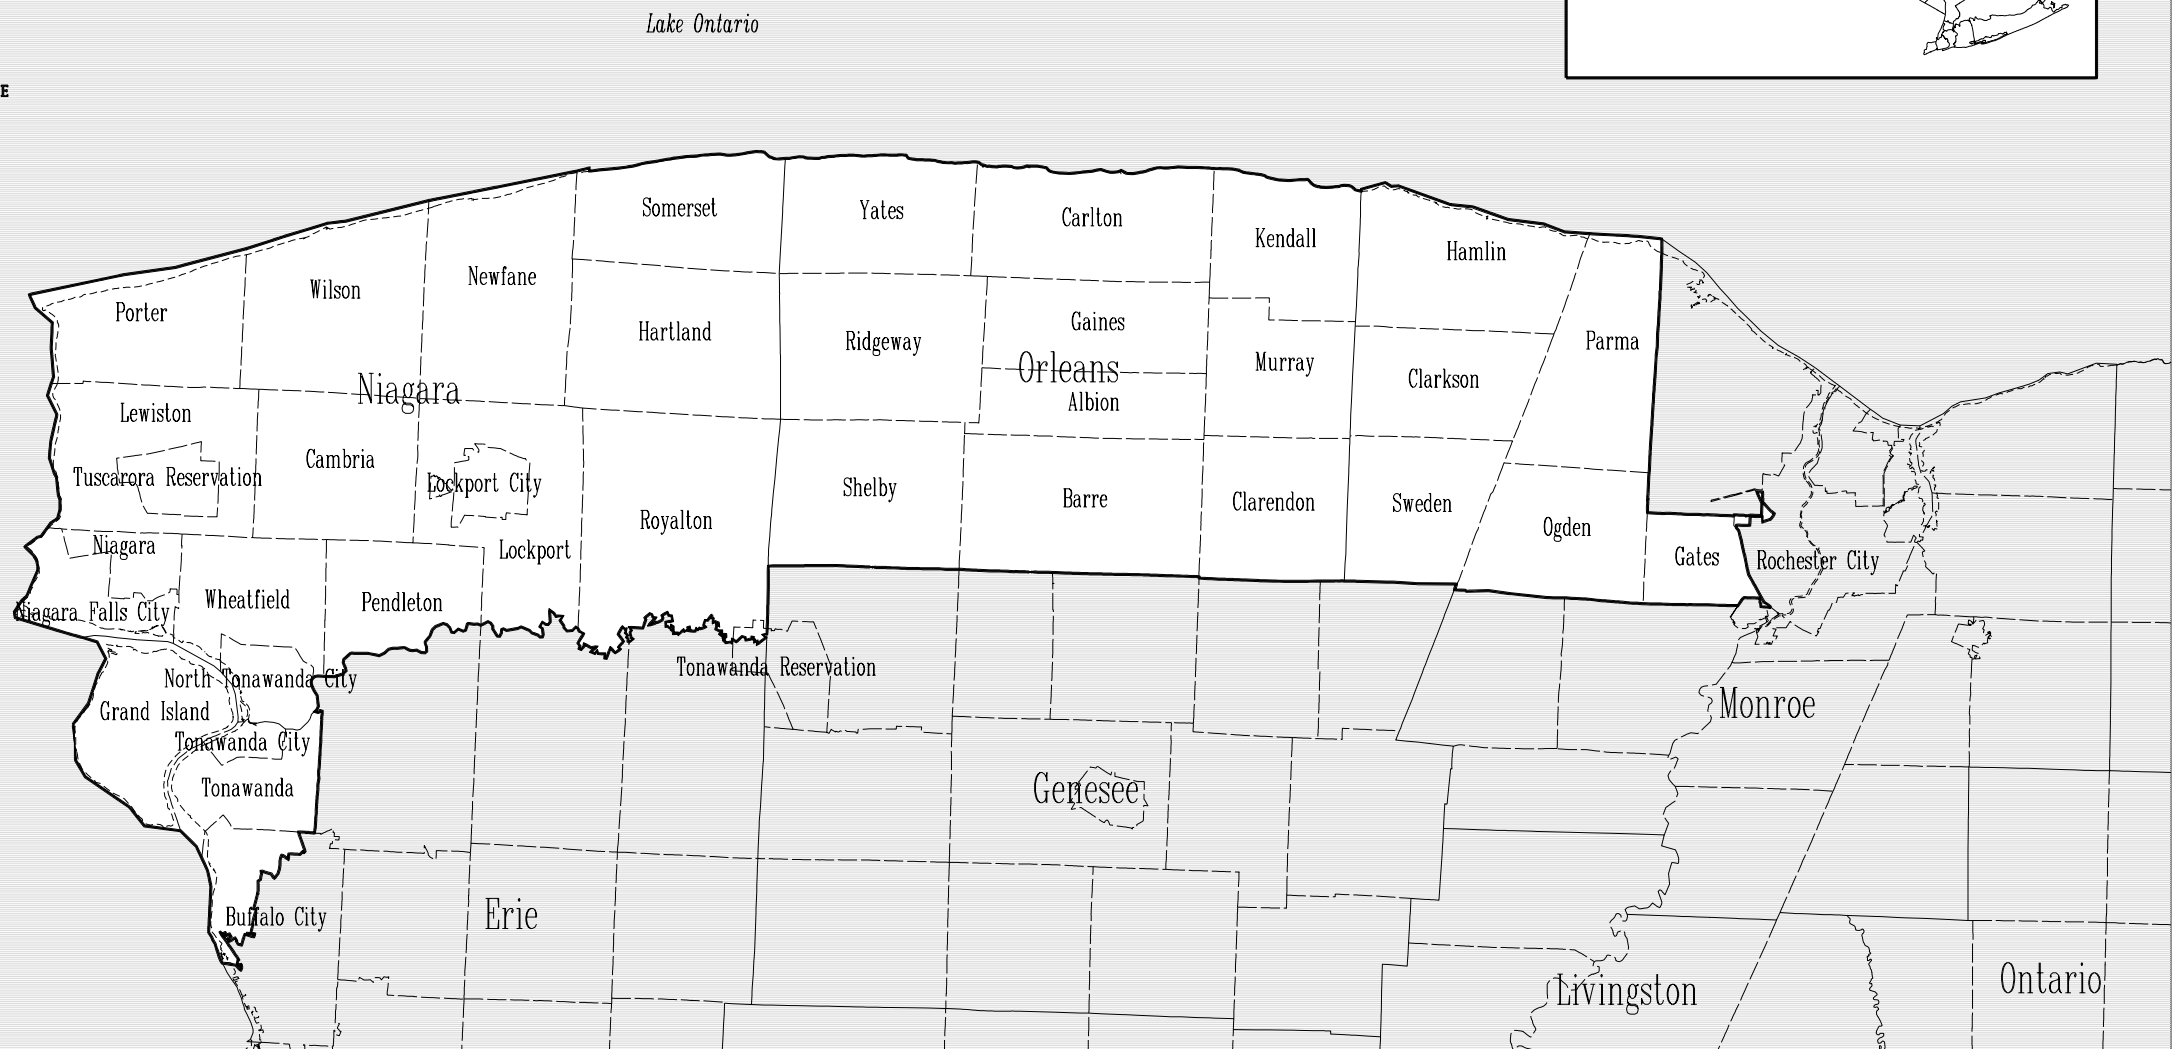 Lake Ontario
E
Somerset
Yates
Carlton
Kendall
Hamlin
Newfane
Wilson
Porter
Hartland
Ridgeway
Gaines
Parma
Murray
Orleans
Clarkson
Niagara
Albion
Lewiston
Cambria
Tuscarora Reservation
Lockport City
Shelby
Barre
Clarendon
Sweden
Royalton
Ogden
Niagara
Lockport
Gates
Rochester City
Wheatfield
Pendleton
Niagara Falls City
Tonawanda Reservation
North Tonawanda City
Grand Island
Monroe
Tonawanda City
Tonawanda
Genesee
Buffalo City
Erie
Livingston
Ontario